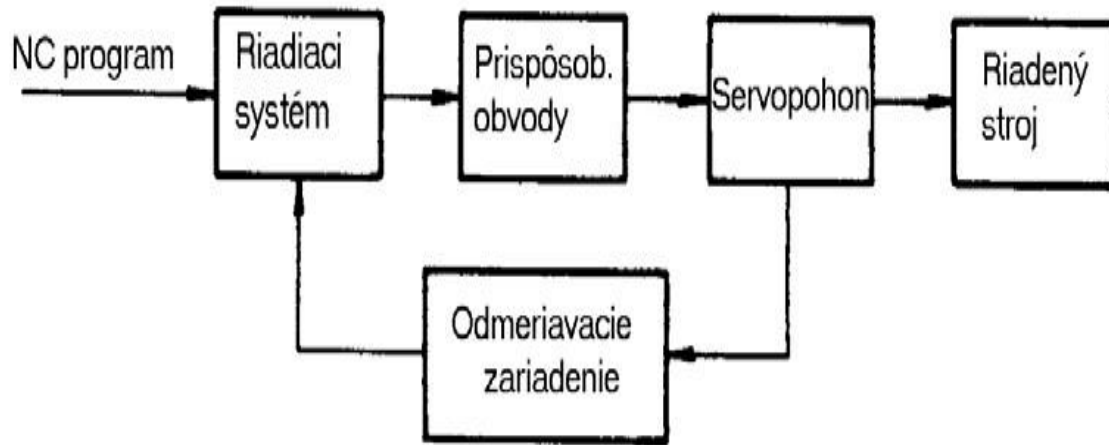 NC program
Riadiaci
systém
Prispôsob.
obvody
Servopohon
Riadený
stroj
Odmeriavacie
zariadenie